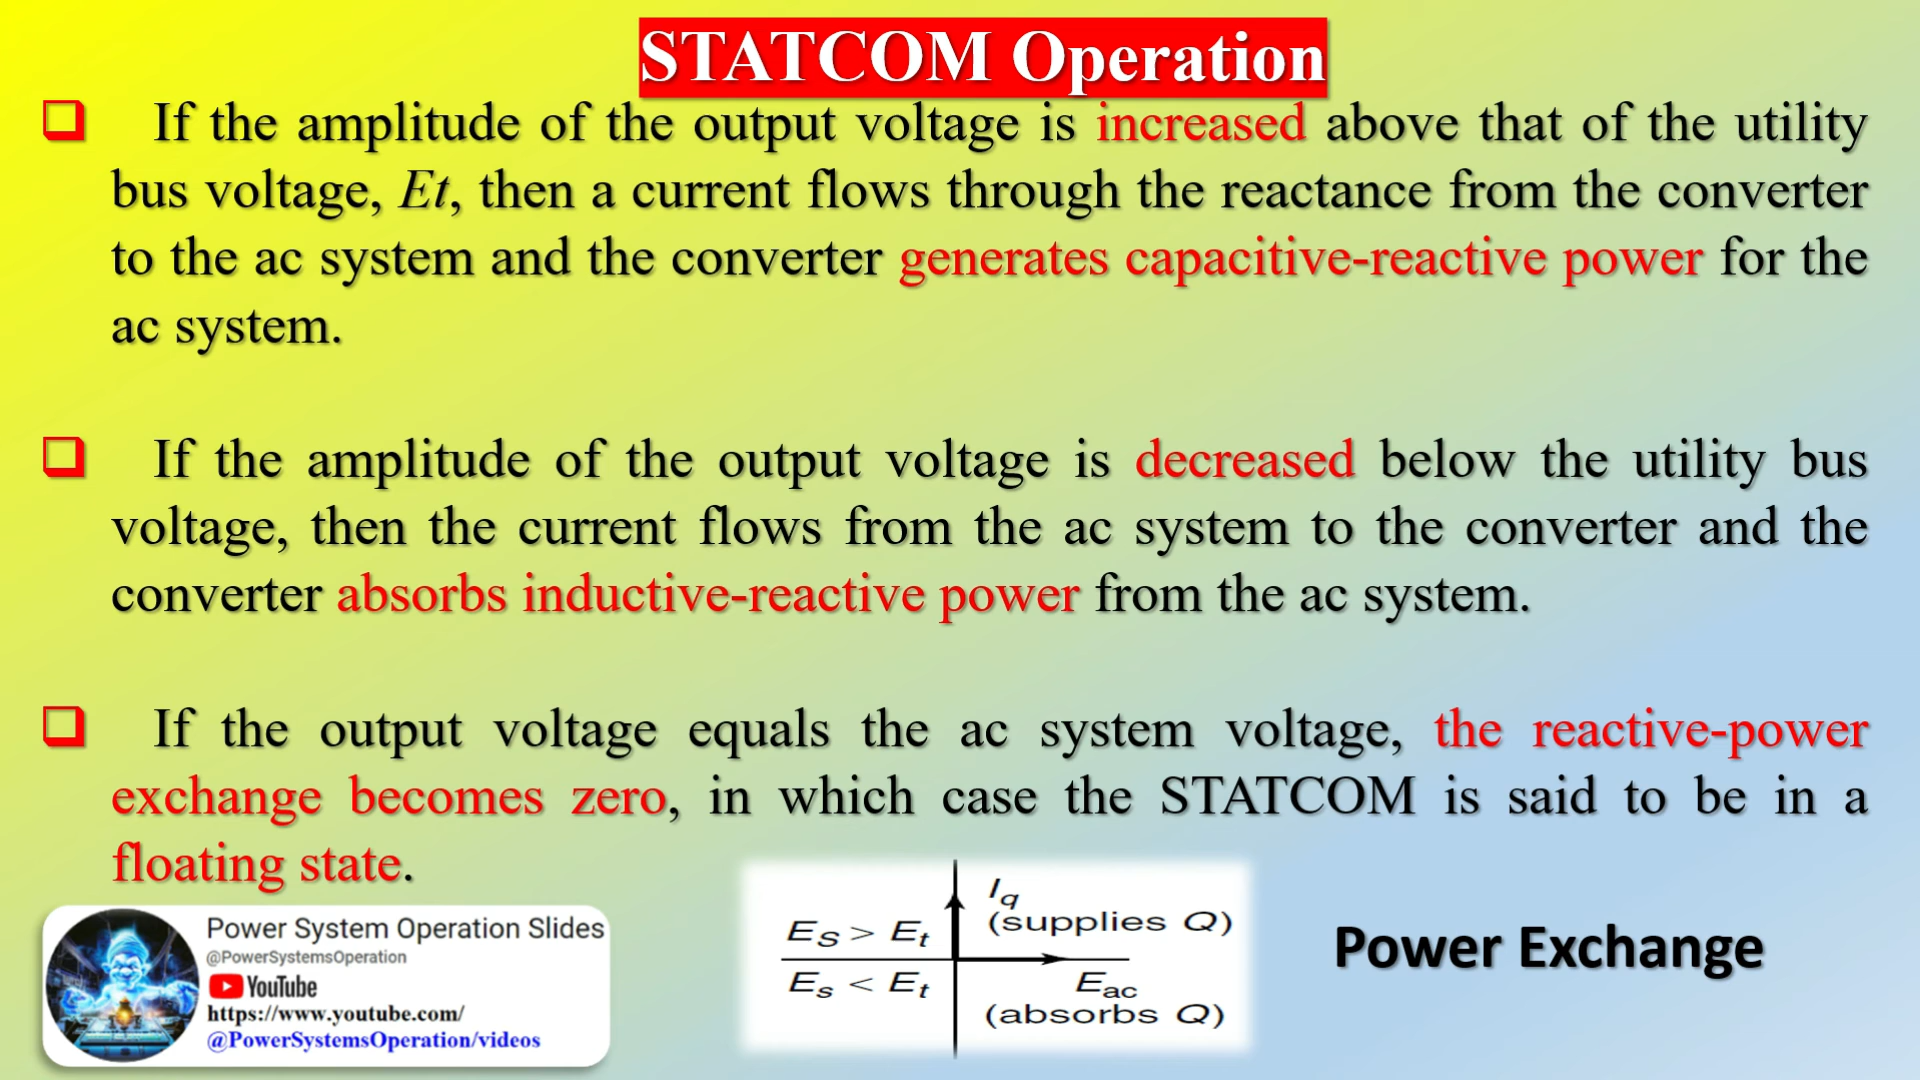 STATCOM Operation
❑ If the amplitude of the output voltage is increased above that of the utility
bus voltage, Et, then a current flows through the reactance from the converter
to the ac system and the converter generates capacitive-reactive power for the
ac system.
❑ If the amplitude of the output voltage is decreased below the utility bus
voltage, then the current flows from the ac system to the converter and the
converter absorbs inductive-reactive power from the ac system.
❑ If the output voltage equals the ac system voltage, the reactive-power
exchange becomes zero, in which case the STATCOM is said to be in a
floating state.
Power System Operation Slides
@PowerSystemsOperation
YouTube
https://www.youtube.com/
@PowerSystemsOperation/videos
Iq
(supplies Q)
ES > Et
Es < Et
Eac
(absorbs Q)
Power Exchange